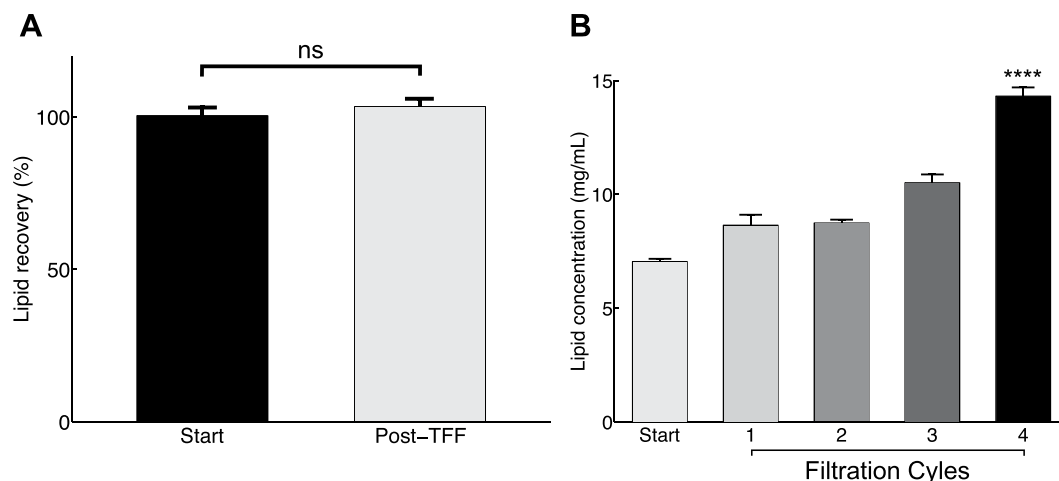 A
ns
Lipid recovery (%)
100
50
0
Start
Post–TFF
B
Lipid concentration (mg/mL)
15
10
5
0
****
Start
1
2
3
4
Filtration Cyles